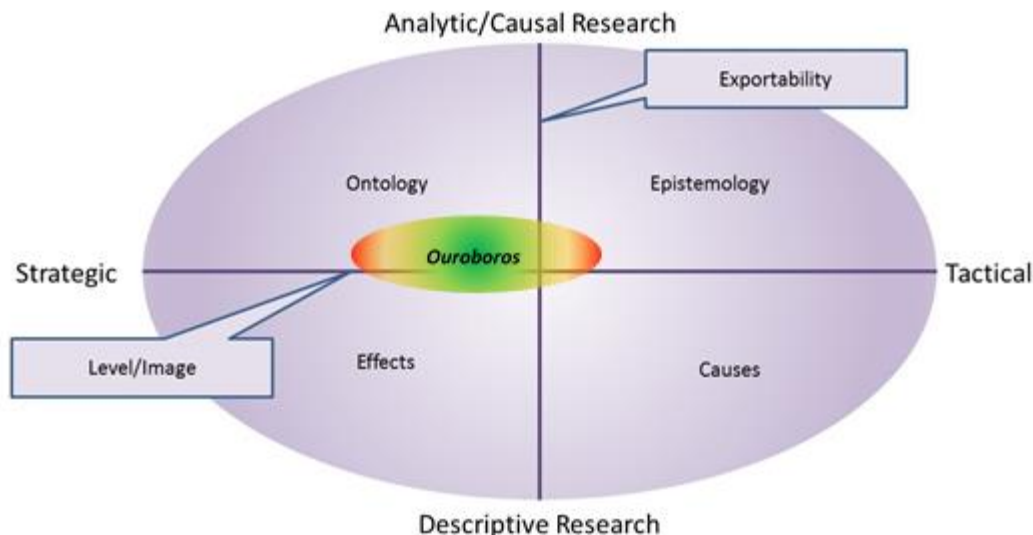 Analytic/Causal Research
Exportability
Ontology
Epistemology
Ouroboros
Strategic
Tactical
Level/Image
Effects
Causes
Descriptive Research